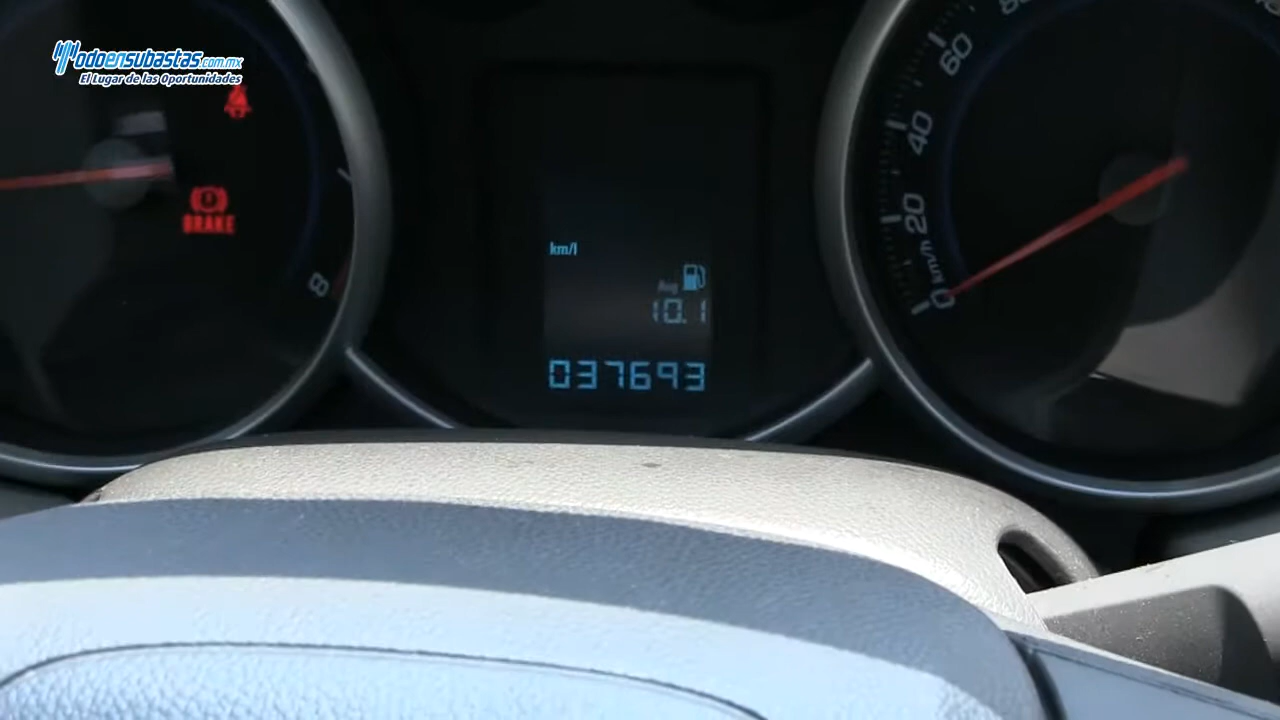 Todoensubastas.com.mx
El Lugar de las Oportunidades
BRAKE
8
km/l
Avg
10.1
037693
60
40
20
0
km/h